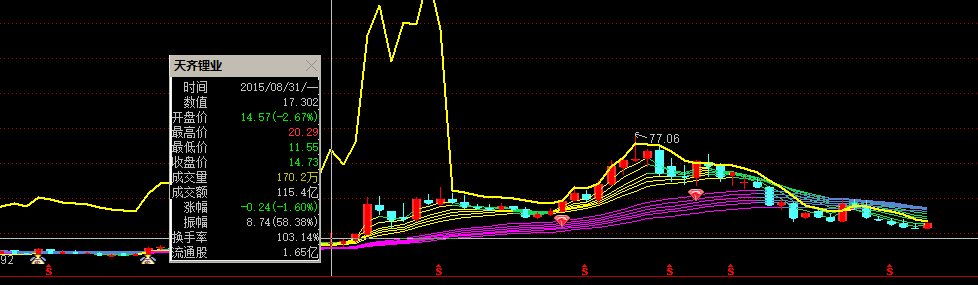 天齐锂业
时间 2015/08/31/一
数值 17.302
开盘价 14.57(-2.67%)
最高价 20.29
最低价 11.55
收盘价 14.73
成交量 170.2万
成交额 115.4亿
涨幅 -0.24(-1.60%)
振幅 8.74(58.38%)
换手率 103.14%
流通股 1.65亿
77.06
92